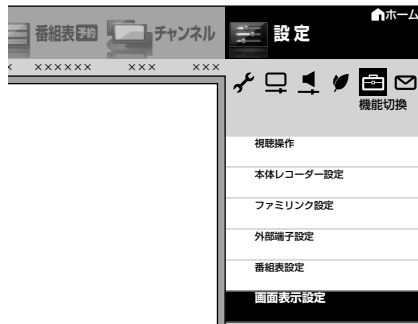 ホーム
番組表 予約 チャンネル 設定
× ×××××× ××× ×××
機能切換
視聴操作
本体レコーダー設定
ファミリンク設定
外部端子設定
番組表設定
画面表示設定